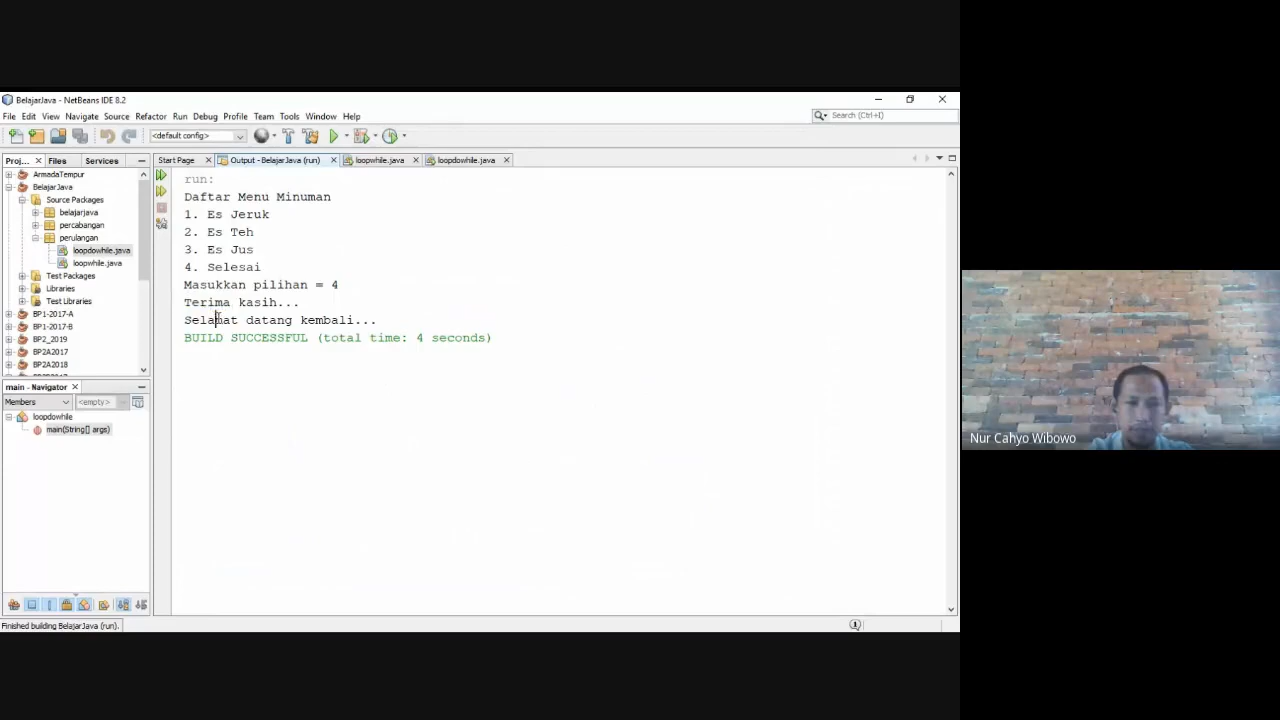 BelajarJava - NetBeans IDE 8.2
File Edit View Navigate Source Refactor Run Debug Profile Team Tools Window Help
Search (Ctrl+I)
<default config>
Proj... Files Services
Start Page Output - BelajarJava (run) loopwhile.java loopdowhile.java
ArmadaTempur
BelajarJava
Source Packages
belajarjava
percabangan
perulangan
loopdowhile.java
loopwhile.java
Test Packages
Libraries
Test Libraries
BP1-2017-A
BP1-2017-B
BP2_2019
BP2A2017
BP2A2018
run:
Daftar Menu Minuman
1. Es Jeruk
2. Es Teh
3. Es Jus
4. Selesai
Masukkan pilihan = 4
Terima kasih...
Selamat datang kembali...
BUILD SUCCESSFUL (total time: 4 seconds)
main - Navigator
Members <empty>
loopdowhile
main(String[] args)
Finished building BelajarJava (run).
Nur Cahyo Wibowo